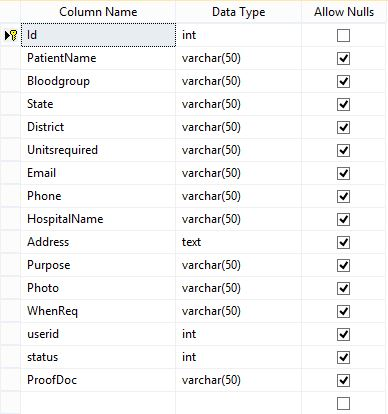 Column Name Data Type Allow Nulls
Id int
PatientName varchar(50)
Bloodgroup varchar(50)
State varchar(50)
District varchar(50)
Unitsrequired varchar(50)
Email varchar(50)
Phone varchar(50)
HospitalName varchar(50)
Address text
Purpose varchar(50)
Photo varchar(50)
WhenReq varchar(50)
userid int
status int
ProofDoc varchar(50)